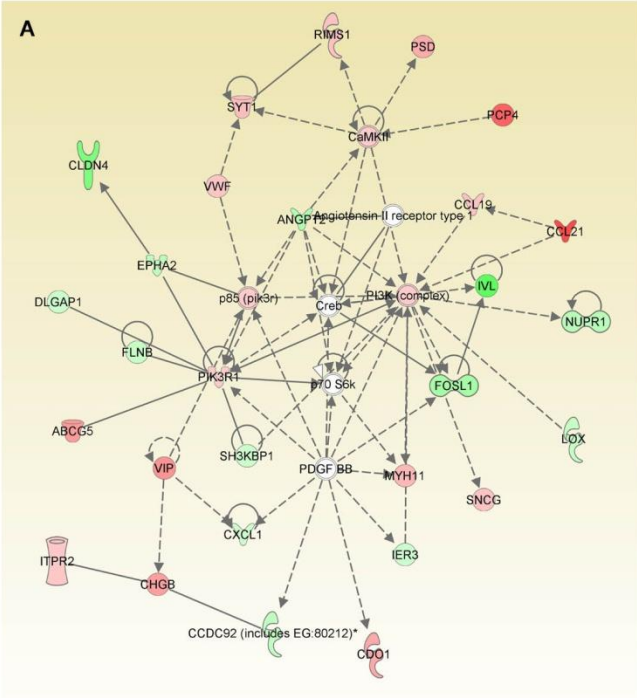 A
RIMS1
PSD
SYT1
PCP4
CaMKII
CLDN4
VWF
CCL19
ANGPT2
Angiotensin II receptor type 1
CCL21
EPHA2
p85 (pik3r)
PI3K (complex)
IVL
DLGAP1
Creb
NUPR1
FLNB
PIK3R1
p70 S6k
FOSL1
ABCG5
LOX
SH3KBP1
VIP
PDGF BB
MYH11
SNCG
CXCL1
IER3
ITPR2
CHGB
CCDC92 (includes EG:80212)*
CDO1